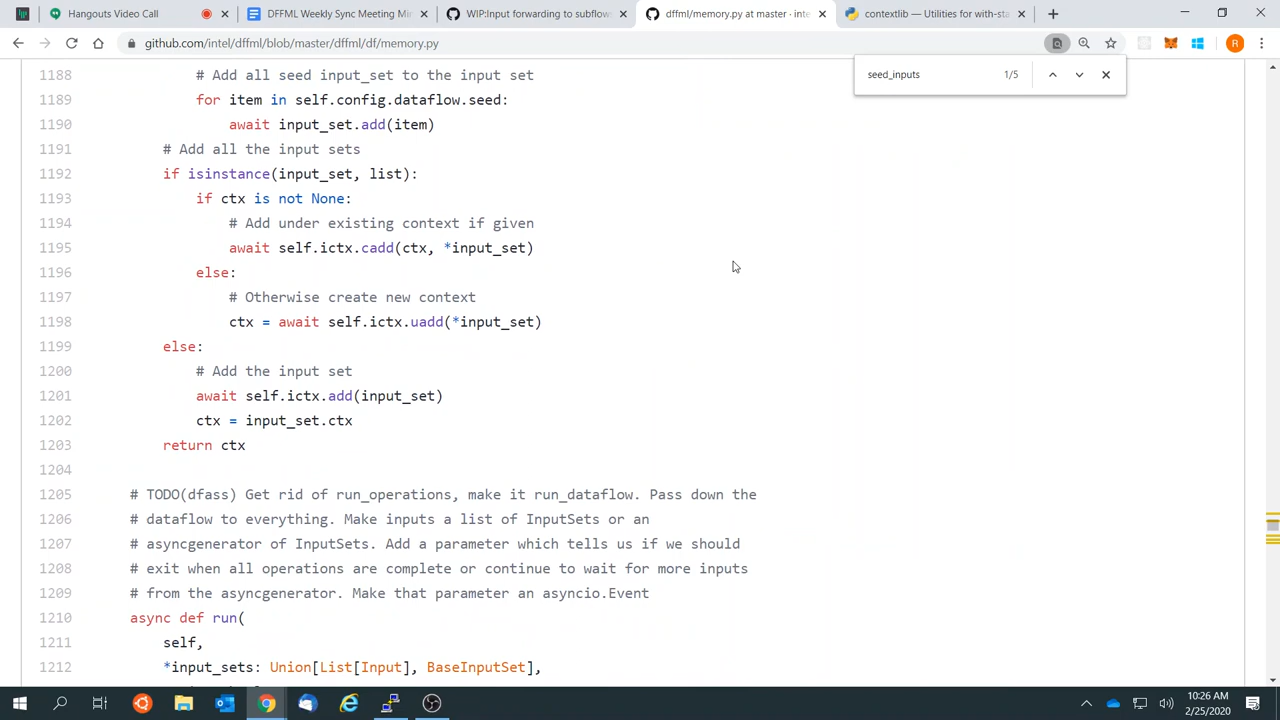 Hangouts Video Call
DFFML Weekly Sync Meeting Mi
WIP:Input forwarding to subflows
dffml/memory.py at master · inte
contextlib — Utilities for with-sta
github.com/intel/dffml/blob/master/dffml/df/memory.py
R
seed_inputs 1/5
1188 # Add all seed input_set to the input set
1189 for item in self.config.dataflow.seed:
1190 await input_set.add(item)
1191 # Add all the input sets
1192 if isinstance(input_set, list):
1193 if ctx is not None:
1194 # Add under existing context if given
1195 await self.ictx.cadd(ctx, *input_set)
1196 else:
1197 # Otherwise create new context
1198 ctx = await self.ictx.uadd(*input_set)
1199 else:
1200 # Add the input set
1201 await self.ictx.add(input_set)
1202 ctx = input_set.ctx
1203 return ctx
1204
1205 # TODO(dfass) Get rid of run_operations, make it run_dataflow. Pass down the
1206 # dataflow to everything. Make inputs a list of InputSets or an
1207 # asyncgenerator of InputSets. Add a parameter which tells us if we should
1208 # exit when all operations are complete or continue to wait for more inputs
1209 # from the asyncgenerator. Make that parameter an asyncio.Event
1210 async def run(
1211 self,
1212 *input_sets: Union[List[Input], BaseInputSet],
10:26 AM
2/25/2020